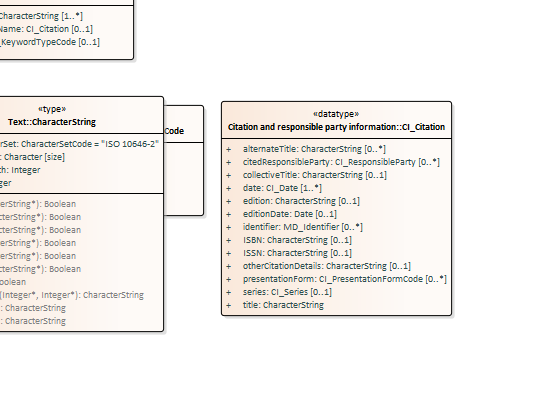 CharacterString [1..*]
Name: CI_Citation [0..1]
_KeywordTypeCode [0..1]
«type»
Text::CharacterString
rSet: CharacterSetCode = "ISO 10646-2"
: Character [size]
th: Integer
ger
erString*): Boolean
cterString*): Boolean
cterString*): Boolean
cterString*): Boolean
cterString*): Boolean
cterString*): Boolean
oolean
(Integer*, Integer*): CharacterString
: CharacterString
: CharacterString
Code
«datatype»
Citation and responsible party information::CI_Citation
+ alternateTitle: CharacterString [0..*]
+ citedResponsibleParty: CI_ResponsibleParty [0..*]
+ collectiveTitle: CharacterString [0..1]
+ date: CI_Date [1..*]
+ edition: CharacterString [0..1]
+ editionDate: Date [0..1]
+ identifier: MD_Identifier [0..*]
+ ISBN: CharacterString [0..1]
+ ISSN: CharacterString [0..1]
+ otherCitationDetails: CharacterString [0..1]
+ presentationForm: CI_PresentationFormCode [0..*]
+ series: CI_Series [0..1]
+ title: CharacterString